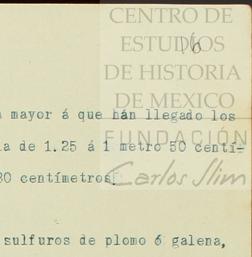 CENTRO DE
ESTUDIOS
16
DE HISTORIA
DE MEXICO
mayor á que han llegado los
FUNDACIÓN
de 1.25 á 1 metro 50 centí-
Carlos Slim
20 centímetros.
sulfuros de plomo ó galena,